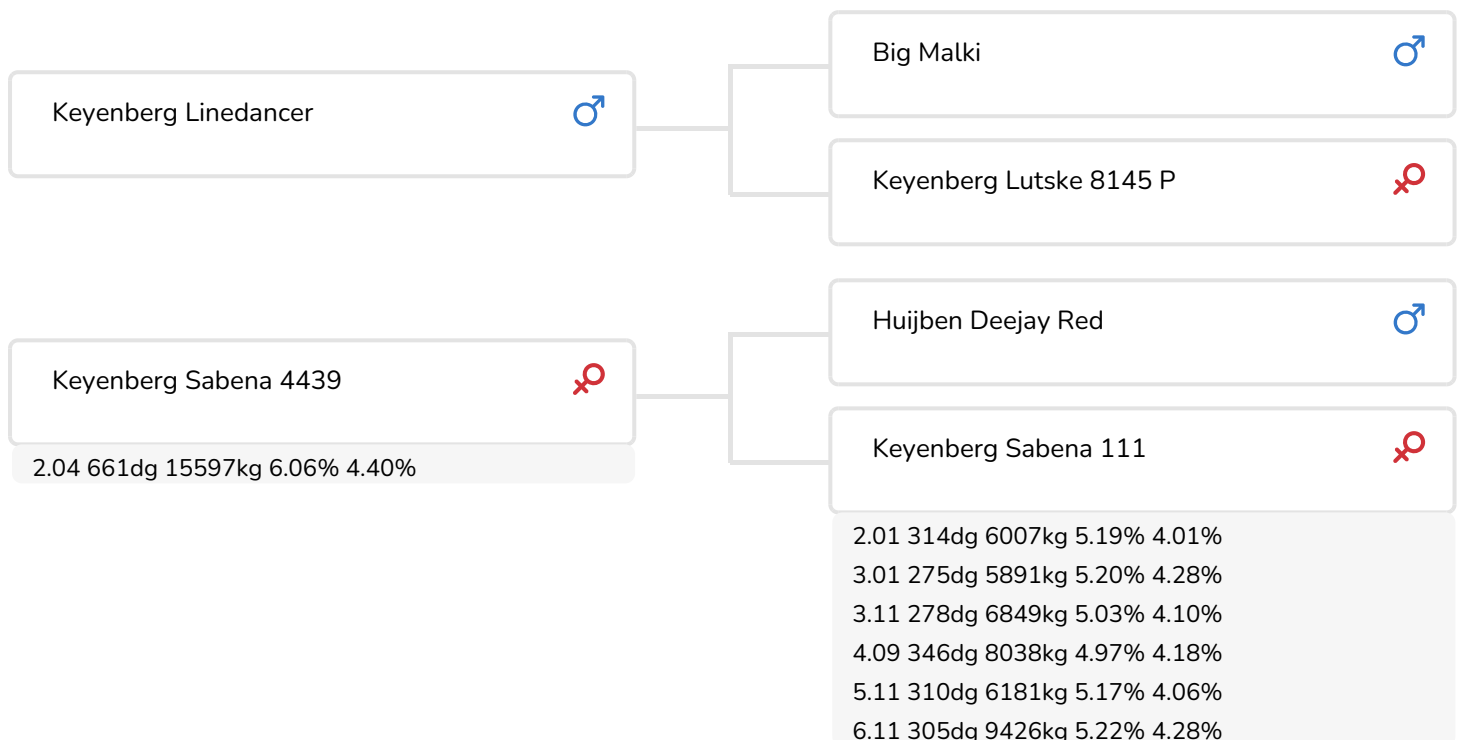 Keyenberg Linedancer
Big Malki
Keyenberg Lutske 8145 P
Keyenberg Sabena 4439
2.04 661dg 15597kg 6.06% 4.40%
Huijben Deejay Red
Keyenberg Sabena 111
2.01 314dg 6007kg 5.19% 4.01%
3.01 275dg 5891kg 5.20% 4.28%
3.11 278dg 6849kg 5.03% 4.10%
4.09 346dg 8038kg 4.97% 4.18%
5.11 310dg 6181kg 5.17% 4.06%
6.11 305dg 9426kg 5.22% 4.28%